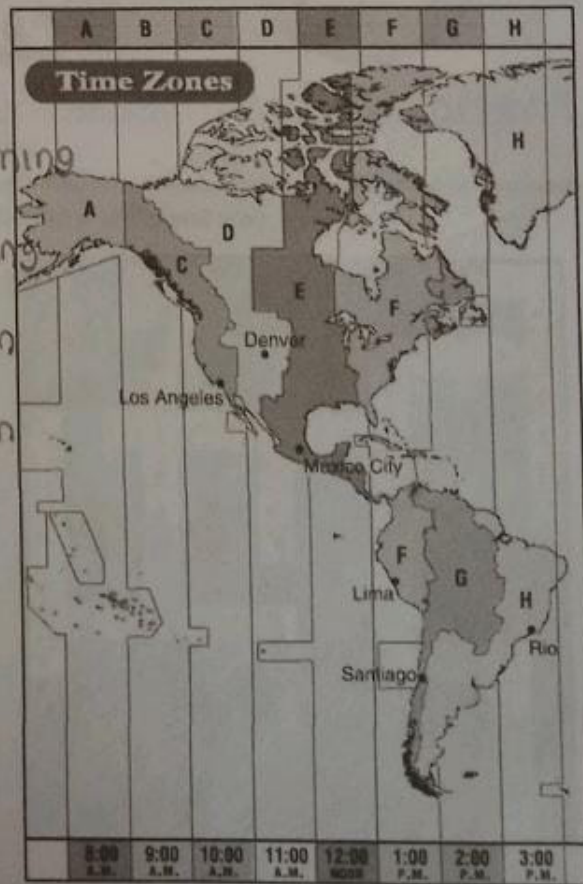 A B C D E F G H
Time Zones
ning
H
A
D
C
E
F
Denver
Los Angeles
Mexico City
F
G
Lima
H
Rio
Santiago
8:00 9:00 10:00 11:00 12:00 1:00 2:00 3:00
A.M. A.M. A.M. A.M. NOON P.M. P.M. P.M.